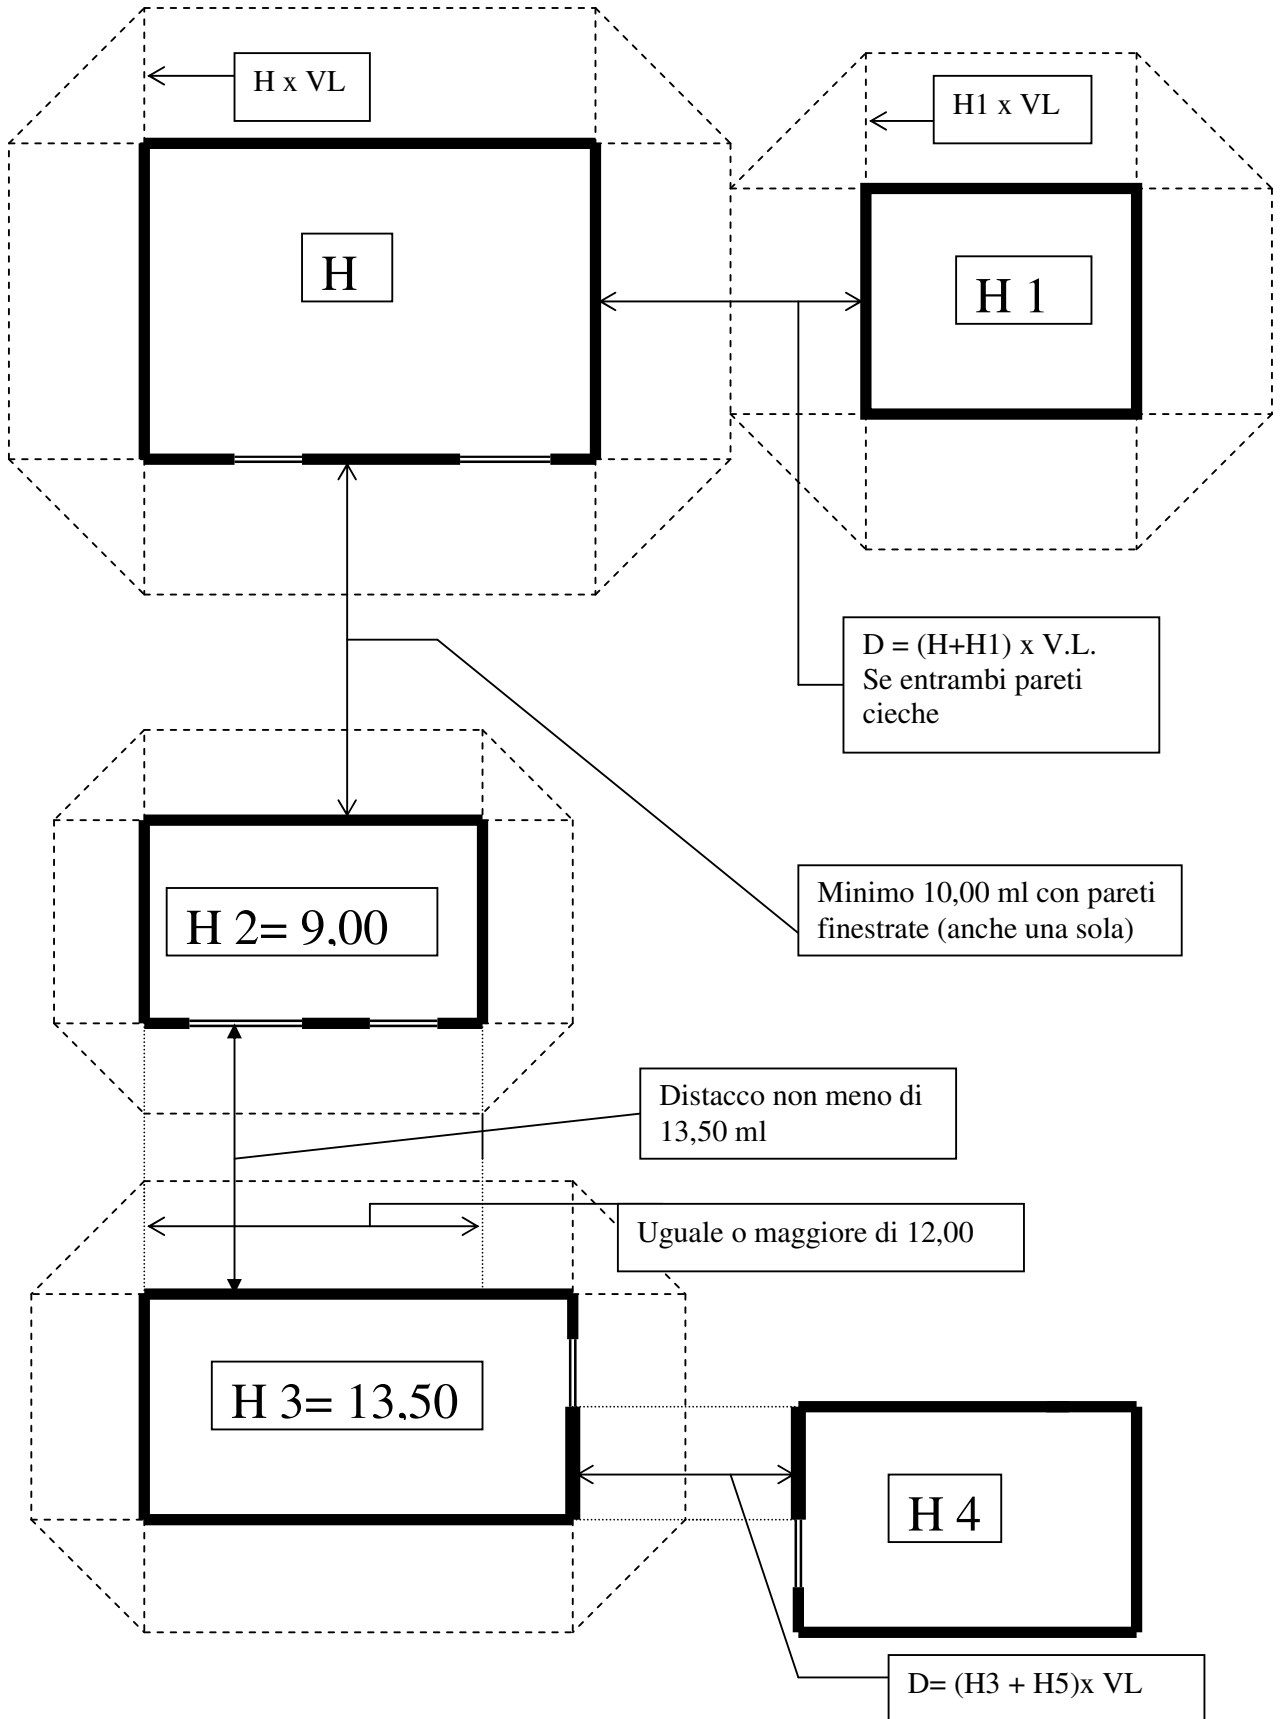 H x VL
H1 x VL
H
H 1
D = (H+H1) x V.L.
Se entrambi pareti
cieche
Minimo 10,00 ml con pareti
finestrate (anche una sola)
H 2= 9,00
Distacco non meno di
13,50 ml
Uguale o maggiore di 12,00
H 3= 13,50
H 4
D= (H3 + H5)x VL